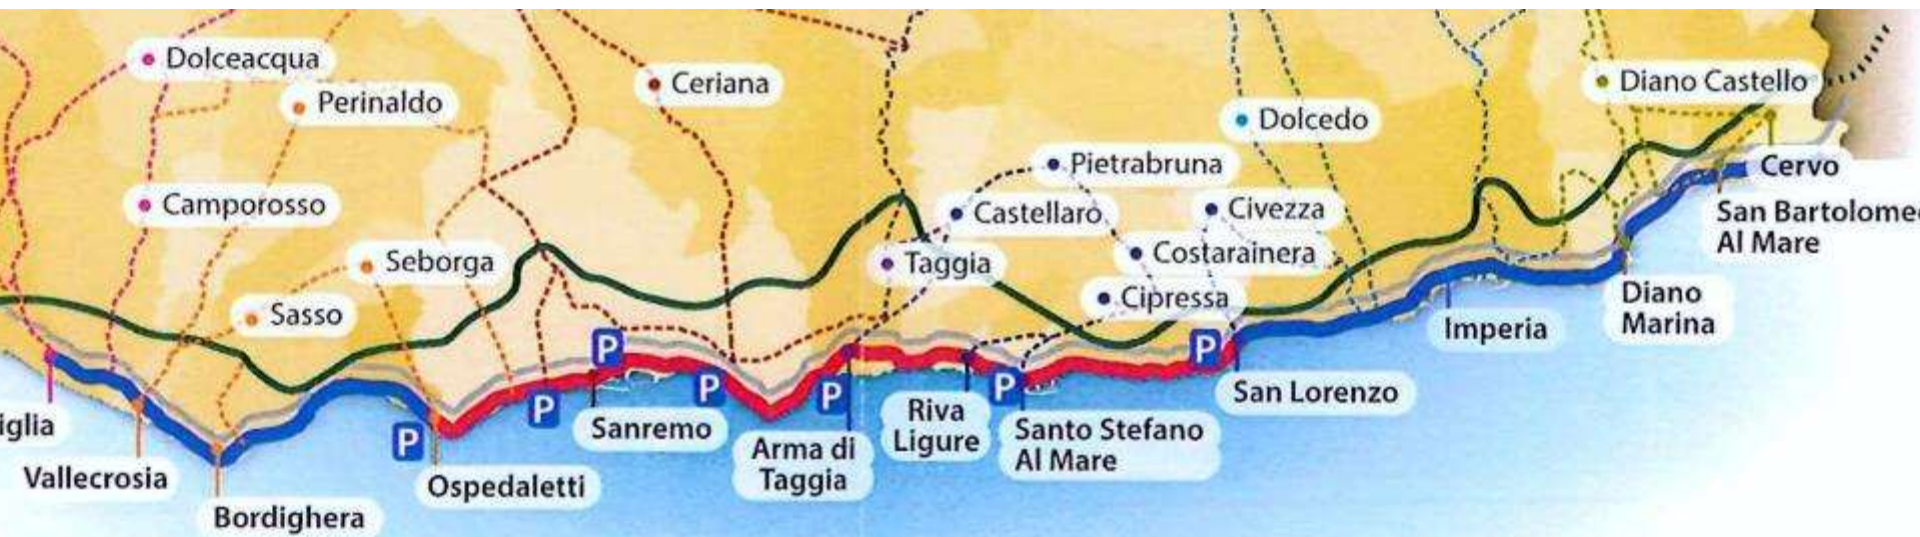 Dolceacqua
Perinaldo
Ceriana
Diano Castello
Dolcedo
Pietrabruna
Cervo
Camporosso
Castellaro
Civezza
San Bartolomeo
Al Mare
Seborga
Taggia
Costarainera
Sasso
Cipressa
Diano
Marina
Imperia
P
P
P
P
P
P
P
San Lorenzo
iglia
Sanremo
Riva
Ligure
Santo Stefano
Al Mare
Arma di
Taggia
Vallecrosia
Ospedaletti
Bordighera